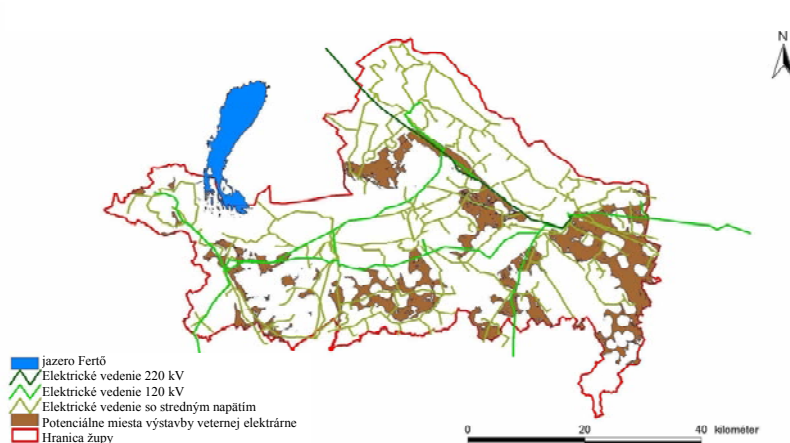 N
jazero Fertő
Elektrické vedenie 220 kV
Elektrické vedenie 120 kV
Elektrické vedenie so stredným napätím
Potenciálne miesta výstavby veternej elektrárne
Hranica župy
0 20 40 kilometer